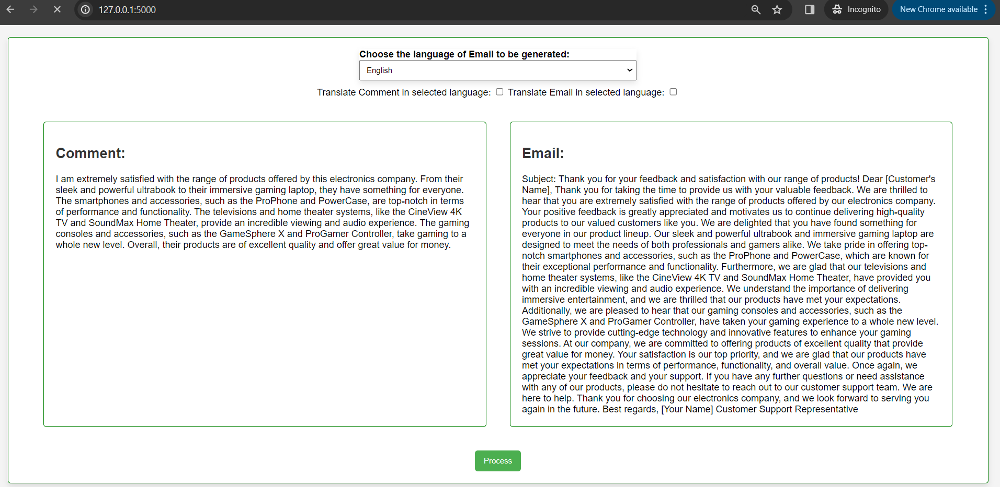 127.0.0.1:5000
Incognito
New Chrome available
Choose the language of Email to be generated:
English
Translate Comment in selected language:
Translate Email in selected language:
Comment:
I am extremely satisfied with the range of products offered by this electronics company. From their
sleek and powerful ultrabook to their immersive gaming laptop, they have something for everyone.
The smartphones and accessories, such as the ProPhone and PowerCase, are top-notch in terms
of performance and functionality. The televisions and home theater systems, like the CineView 4K
TV and SoundMax Home Theater, provide an incredible viewing and audio experience. The gaming
consoles and accessories, such as the GameSphere X and ProGamer Controller, take gaming to a
whole new level. Overall, their products are of excellent quality and offer great value for money.
Email:
Subject: Thank you for your feedback and satisfaction with our range of products! Dear [Customer's
Name], Thank you for taking the time to provide us with your valuable feedback. We are thrilled to
hear that you are extremely satisfied with the range of products offered by our electronics company.
Your positive feedback is greatly appreciated and motivates us to continue delivering high-quality
products to our valued customers like you. We are delighted that you have found something for
everyone in our product lineup. Our sleek and powerful ultrabook and immersive gaming laptop are
designed to meet the needs of both professionals and gamers alike. We take pride in offering top-
notch smartphones and accessories, such as the ProPhone and PowerCase, which are known for
their exceptional performance and functionality. Furthermore, we are glad that our televisions and
home theater systems, like the CineView 4K TV and SoundMax Home Theater, have provided you
with an incredible viewing and audio experience. We understand the importance of delivering
immersive entertainment, and we are thrilled that our products have met your expectations.
Additionally, we are pleased to hear that our gaming consoles and accessories, such as the
GameSphere X and ProGamer Controller, have taken your gaming experience to a whole new level.
We strive to provide cutting-edge technology and innovative features to enhance your gaming
sessions. At our company, we are committed to offering products of excellent quality that provide
great value for money. Your satisfaction is our top priority, and we are glad that our products have
met your expectations in terms of performance, functionality, and overall value. Once again, we
appreciate your feedback and your support. If you have any further questions or need assistance
with any of our products, please do not hesitate to reach out to our customer support team. We are
here to help. Thank you for choosing our electronics company, and we look forward to serving you
again in the future. Best regards, [Your Name] Customer Support Representative
Process